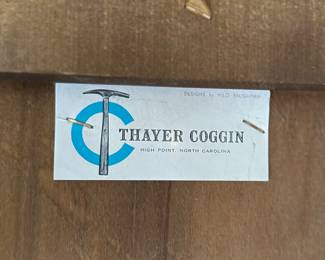 DESIGNS by MILO BAUGHMAN
THAYER COGGIN
HIGH POINT, NORTH CAROLINA